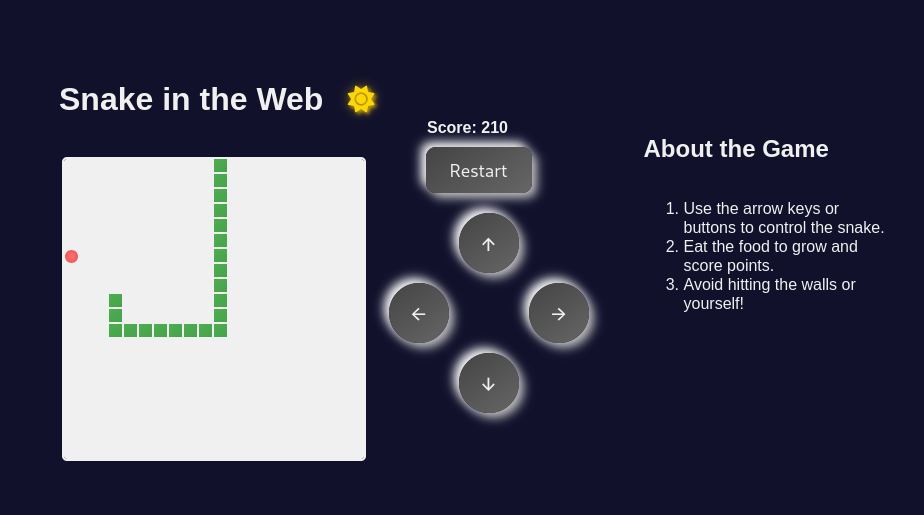 Snake in the Web
Score: 210
Restart
↑
←
→
↓
About the Game
1. Use the arrow keys or
buttons to control the snake.
2. Eat the food to grow and
score points.
3. Avoid hitting the walls or
yourself!